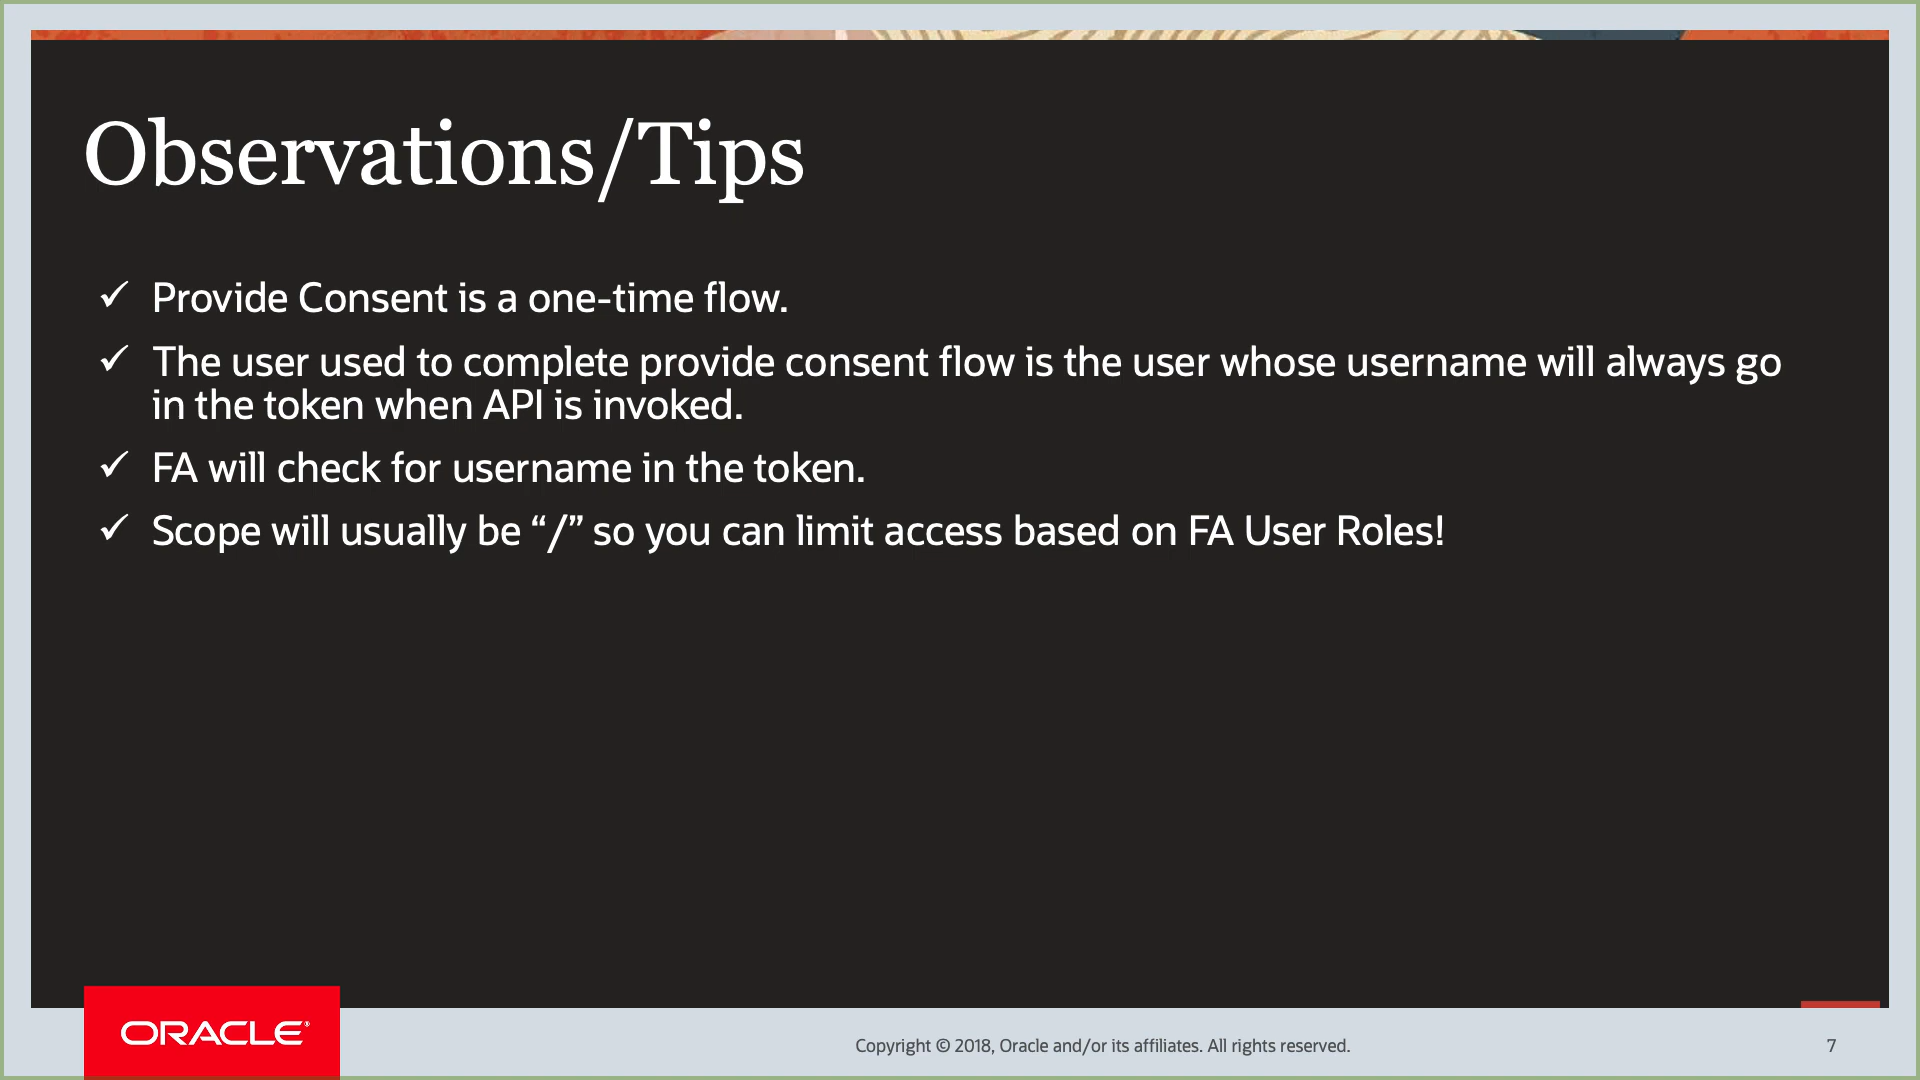 Observations/Tips
✓ Provide Consent is a one-time flow.
✓ The user used to complete provide consent flow is the user whose username will always go
in the token when API is invoked.
✓ FA will check for username in the token.
✓ Scope will usually be “/” so you can limit access based on FA User Roles!
ORACLE®
Copyright © 2018, Oracle and/or its affiliates. All rights reserved.
7